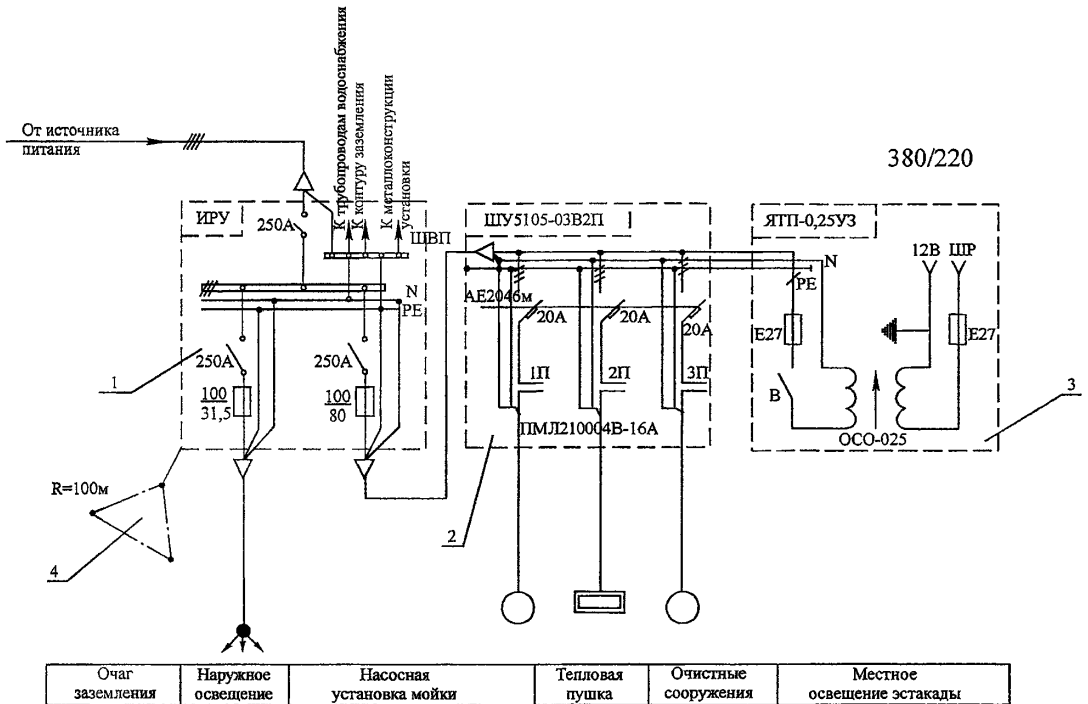 От источника
питания
К трубопроводам водоснабжения
К контуру заземления
К металлоконструкции
установки
380/220
ИРУ
250А
ШВП
N
PE
250А
250А
100
31,5
100
80
1
ШУ5105-03В2П
АЕ2046м
20А
20А
20А
1П
2П
3П
ПМЛ210004В-16А
2
ЯТП-0,25УЗ
N
PE
12В
ШР
Е27
Е27
В
ОСО-025
3
R=100м
4
Очаг
заземления
Наружное
освещение
Насосная
установка мойки
Тепловая
пушка
Очистные
сооружения
Местное
освещение эстакады